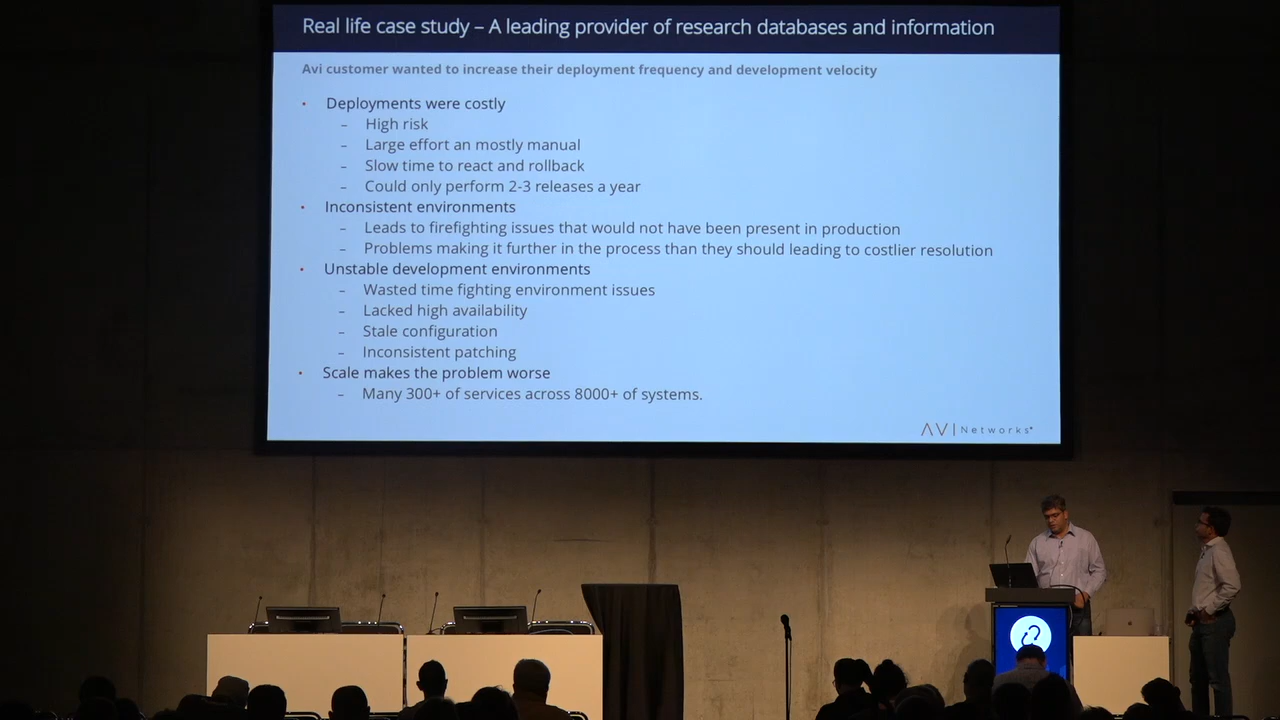 Real life case study – A leading provider of research databases and information
Avi customer wanted to increase their deployment frequency and development velocity
• Deployments were costly
– High risk
– Large effort an mostly manual
– Slow time to react and rollback
– Could only perform 2-3 releases a year
• Inconsistent environments
– Leads to firefighting issues that would not have been present in production
– Problems making it further in the process than they should leading to costlier resolution
• Unstable development environments
– Wasted time fighting environment issues
– Lacked high availability
– Stale configuration
– Inconsistent patching
• Scale makes the problem worse
– Many 300+ of services across 8000+ of systems.
AVI Networks